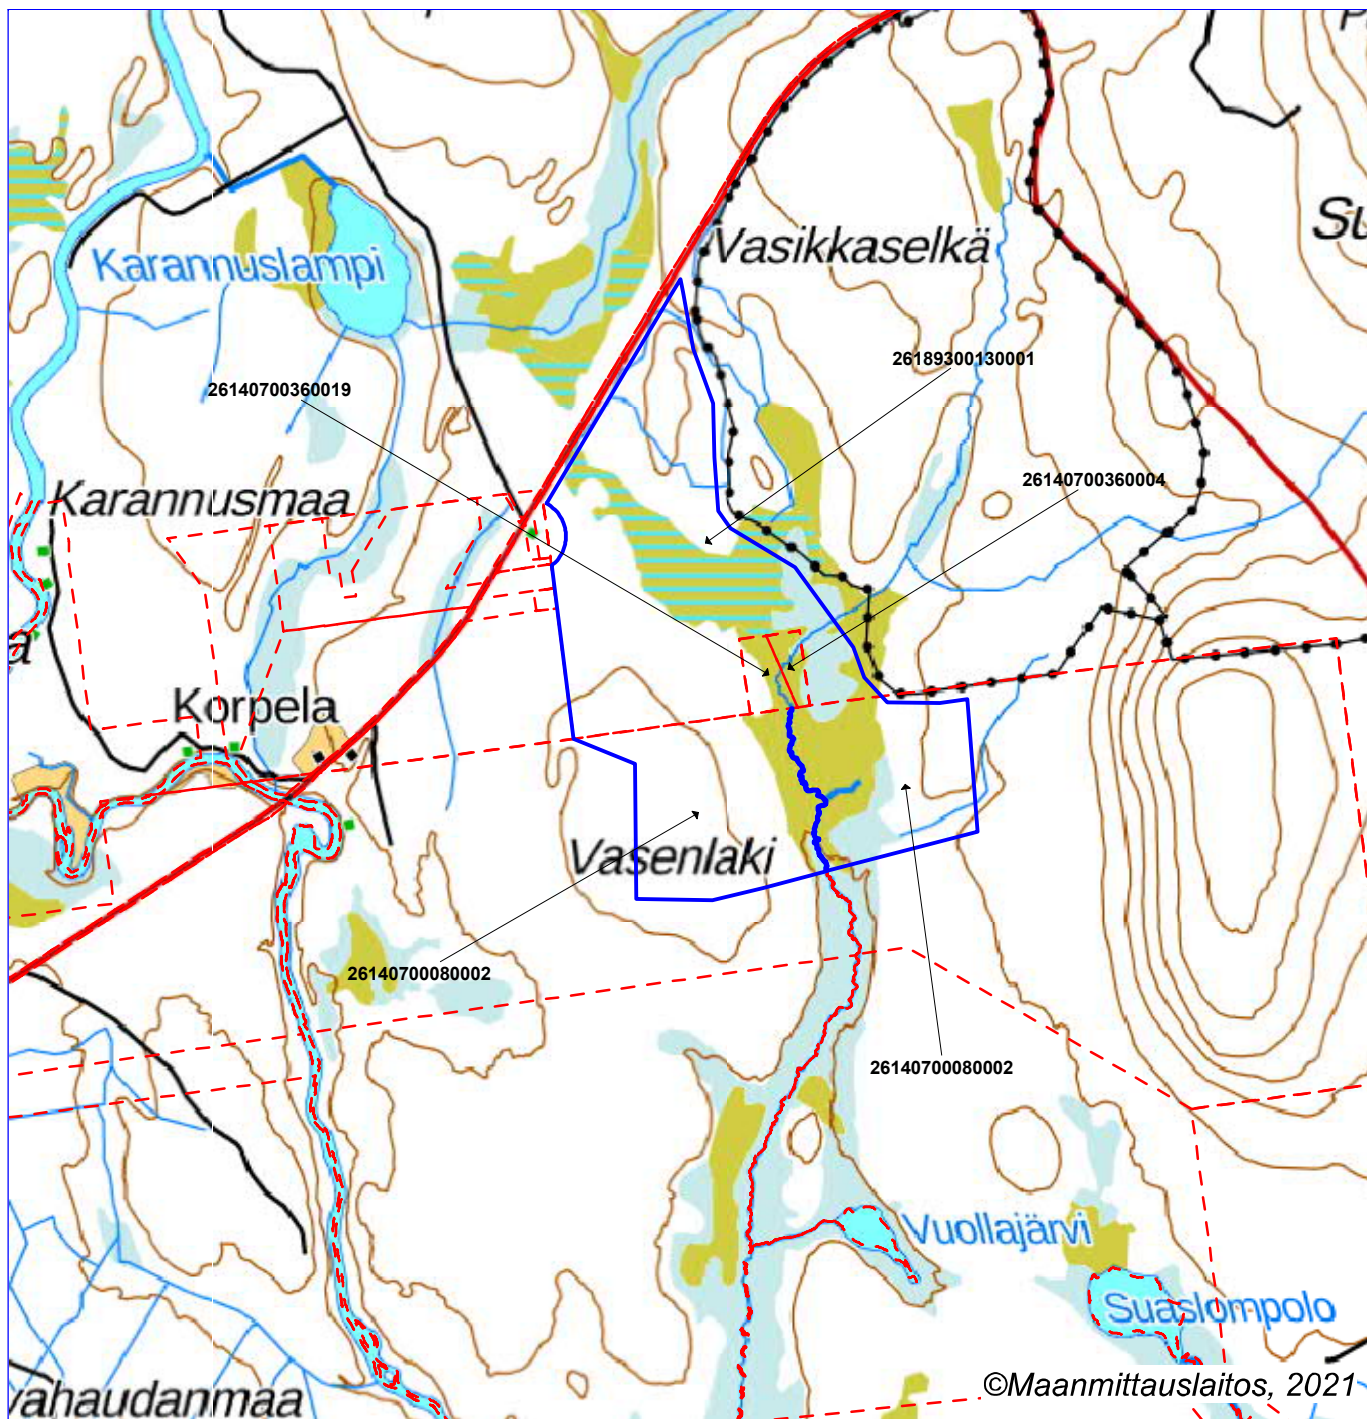 Vasikkaselkä
Karannuslampi
26189300130001
26140700360019
26140700360004
Karannusmaa
Korpela
Vasenlaki
26140700080002
26140700080002
Vuollajärvi
Suaslompolo
©Maanmittauslaitos, 2021